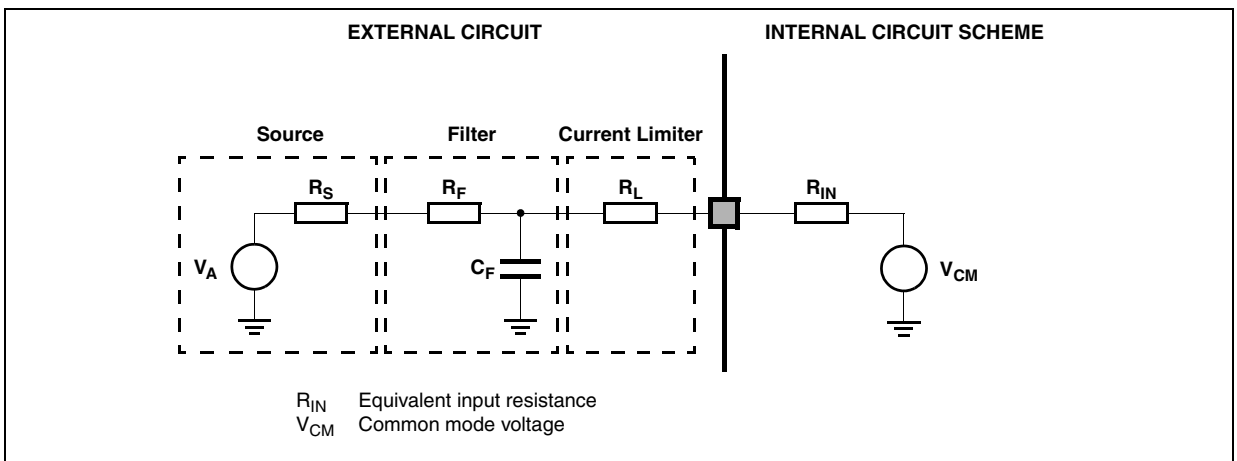 EXTERNAL CIRCUIT INTERNAL CIRCUIT SCHEME
Source Filter Current Limiter
RS RF RL RIN
VA CF VCM
RIN Equivalent input resistance
VCM Common mode voltage